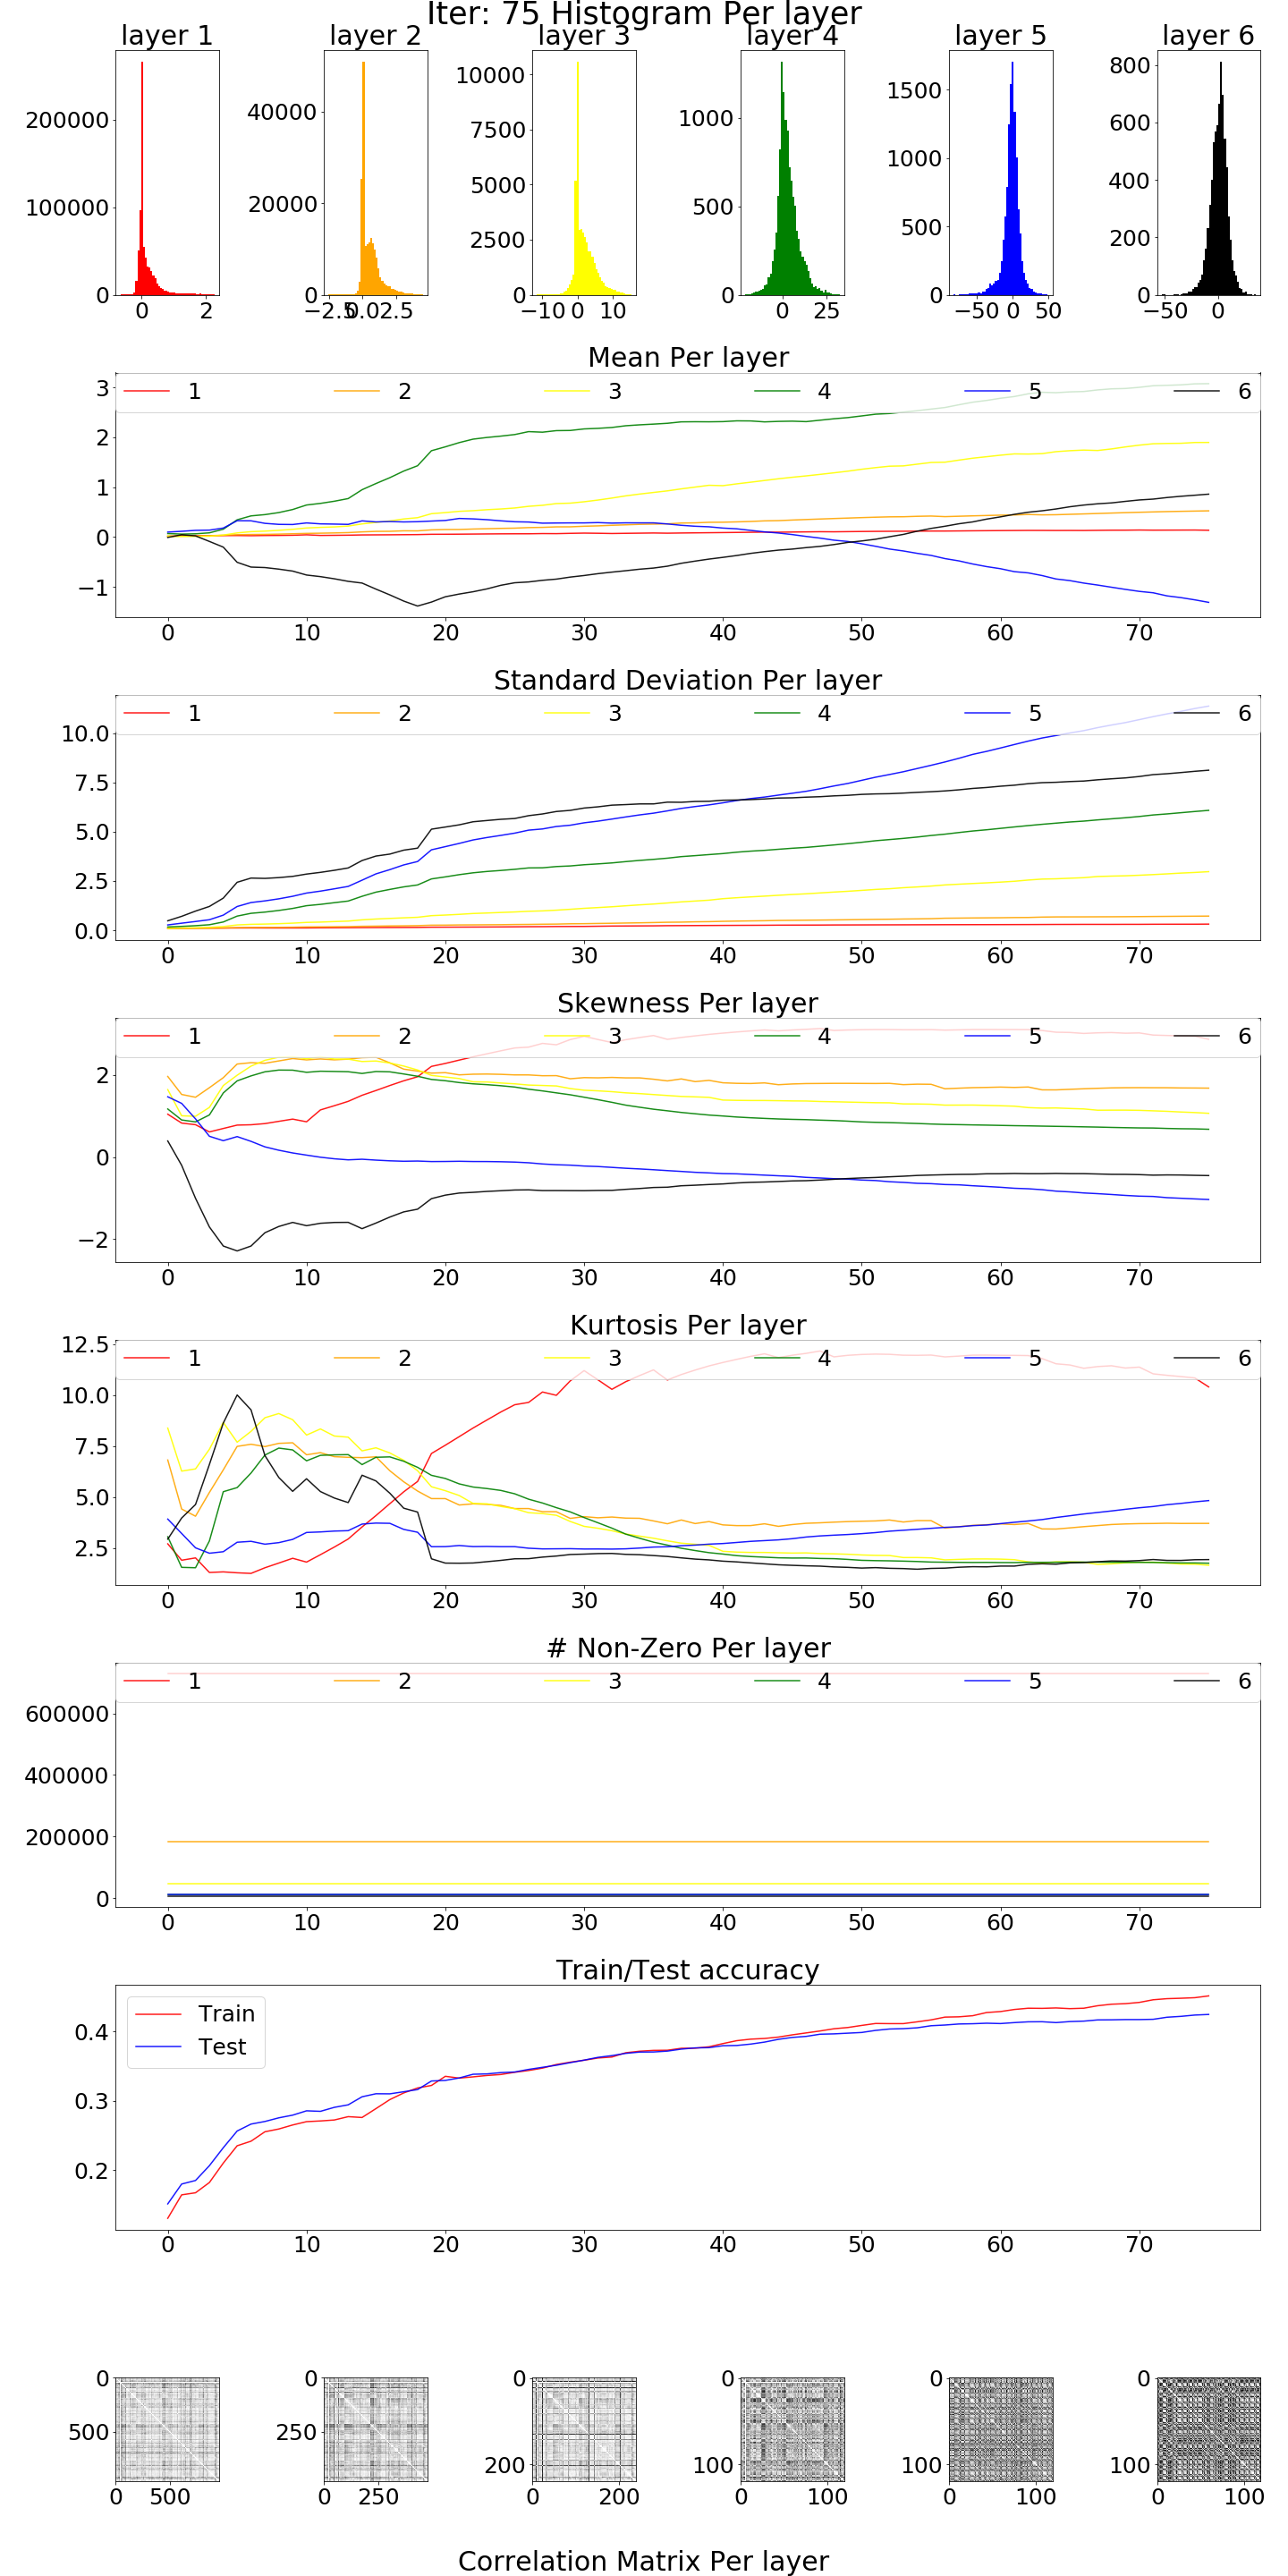 Iter: 75 Histogram Per layer
layer 1 layer 2 layer 3 layer 4 layer 5 layer 6
200000 100000 0 0 2
40000 20000 0 −2.5 0.0 2.5
10000 7500 5000 2500 0 −10 0 10
1000 500 0 0 25
1500 1000 500 0 −50 0 50
800 600 400 200 0 −50 0
Mean Per layer
1 2 3 4 5 6
3
2
1
0
−1
0 10 20 30 40 50 60 70
Standard Deviation Per layer
1 2 3 4 5 6
10.0
7.5
5.0
2.5
0.0
0 10 20 30 40 50 60 70
Skewness Per layer
1 2 3 4 5 6
2
0
−2
0 10 20 30 40 50 60 70
Kurtosis Per layer
12.5
1 2 3 4 5 6
10.0
7.5
5.0
2.5
0 10 20 30 40 50 60 70
# Non-Zero Per layer
1 2 3 4 5 6
600000
400000
200000
0
0 10 20 30 40 50 60 70
Train/Test accuracy
Train
Test
0.4
0.3
0.2
0 10 20 30 40 50 60 70
0 500 0 500
0 250 0 250
0 200 0 200
0 100 0 100
0 100 0 100
0 100 0 100
Correlation Matrix Per layer